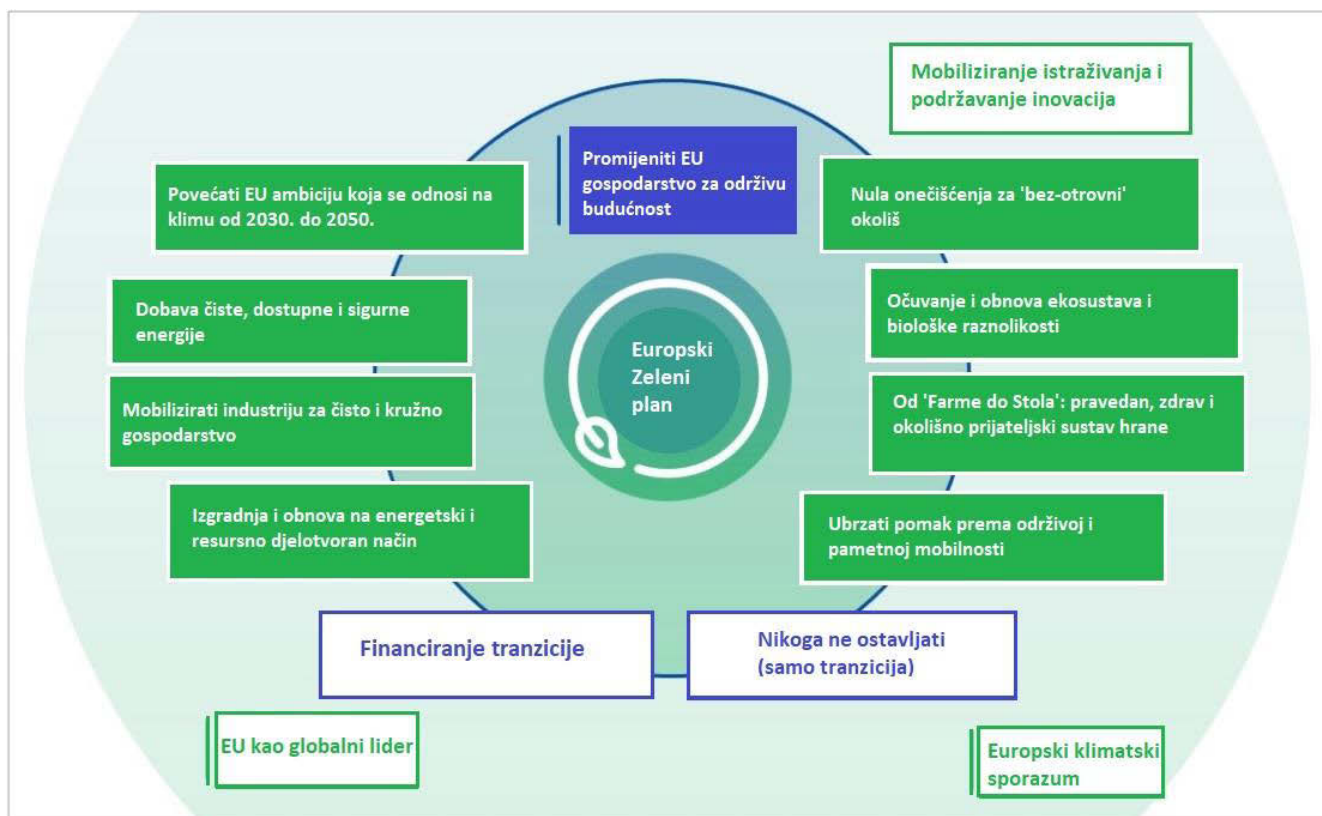 Mobiliziranje istraživanja i
podržavanje inovacija
Promijeniti EU
gospodarstvo za održivu
budućnost
Povećati EU ambiciju koja se odnosi na
klimu od 2030. do 2050.
Nula onečišćenja za 'bez-otrovni'
okoliš
Dobava čiste, dostupne i sigurne
energije
Očuvanje i obnova ekosustava i
biološke raznolikosti
Europski
Zeleni
plan
Mobilizirati industriju za čisto i kružno
gospodarstvo
Od 'Farme do Stola': pravedan, zdrav i
okolišno prijateljski sustav hrane
Izgradnja i obnova na energetski i
resursno djelotvoran način
Ubrzati pomak prema održivoj i
pametnoj mobilnosti
Financiranje tranzicije
Nikoga ne ostavljati
(samo tranzicija)
EU kao globalni lider
Europski klimatski
sporazum